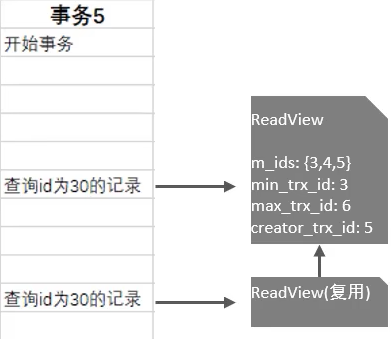 事务5
开始事务
查询id为30的记录
ReadView
m_ids: {3,4,5}
min_trx_id: 3
max_trx_id: 6
creator_trx_id: 5
查询id为30的记录
ReadView(复用)